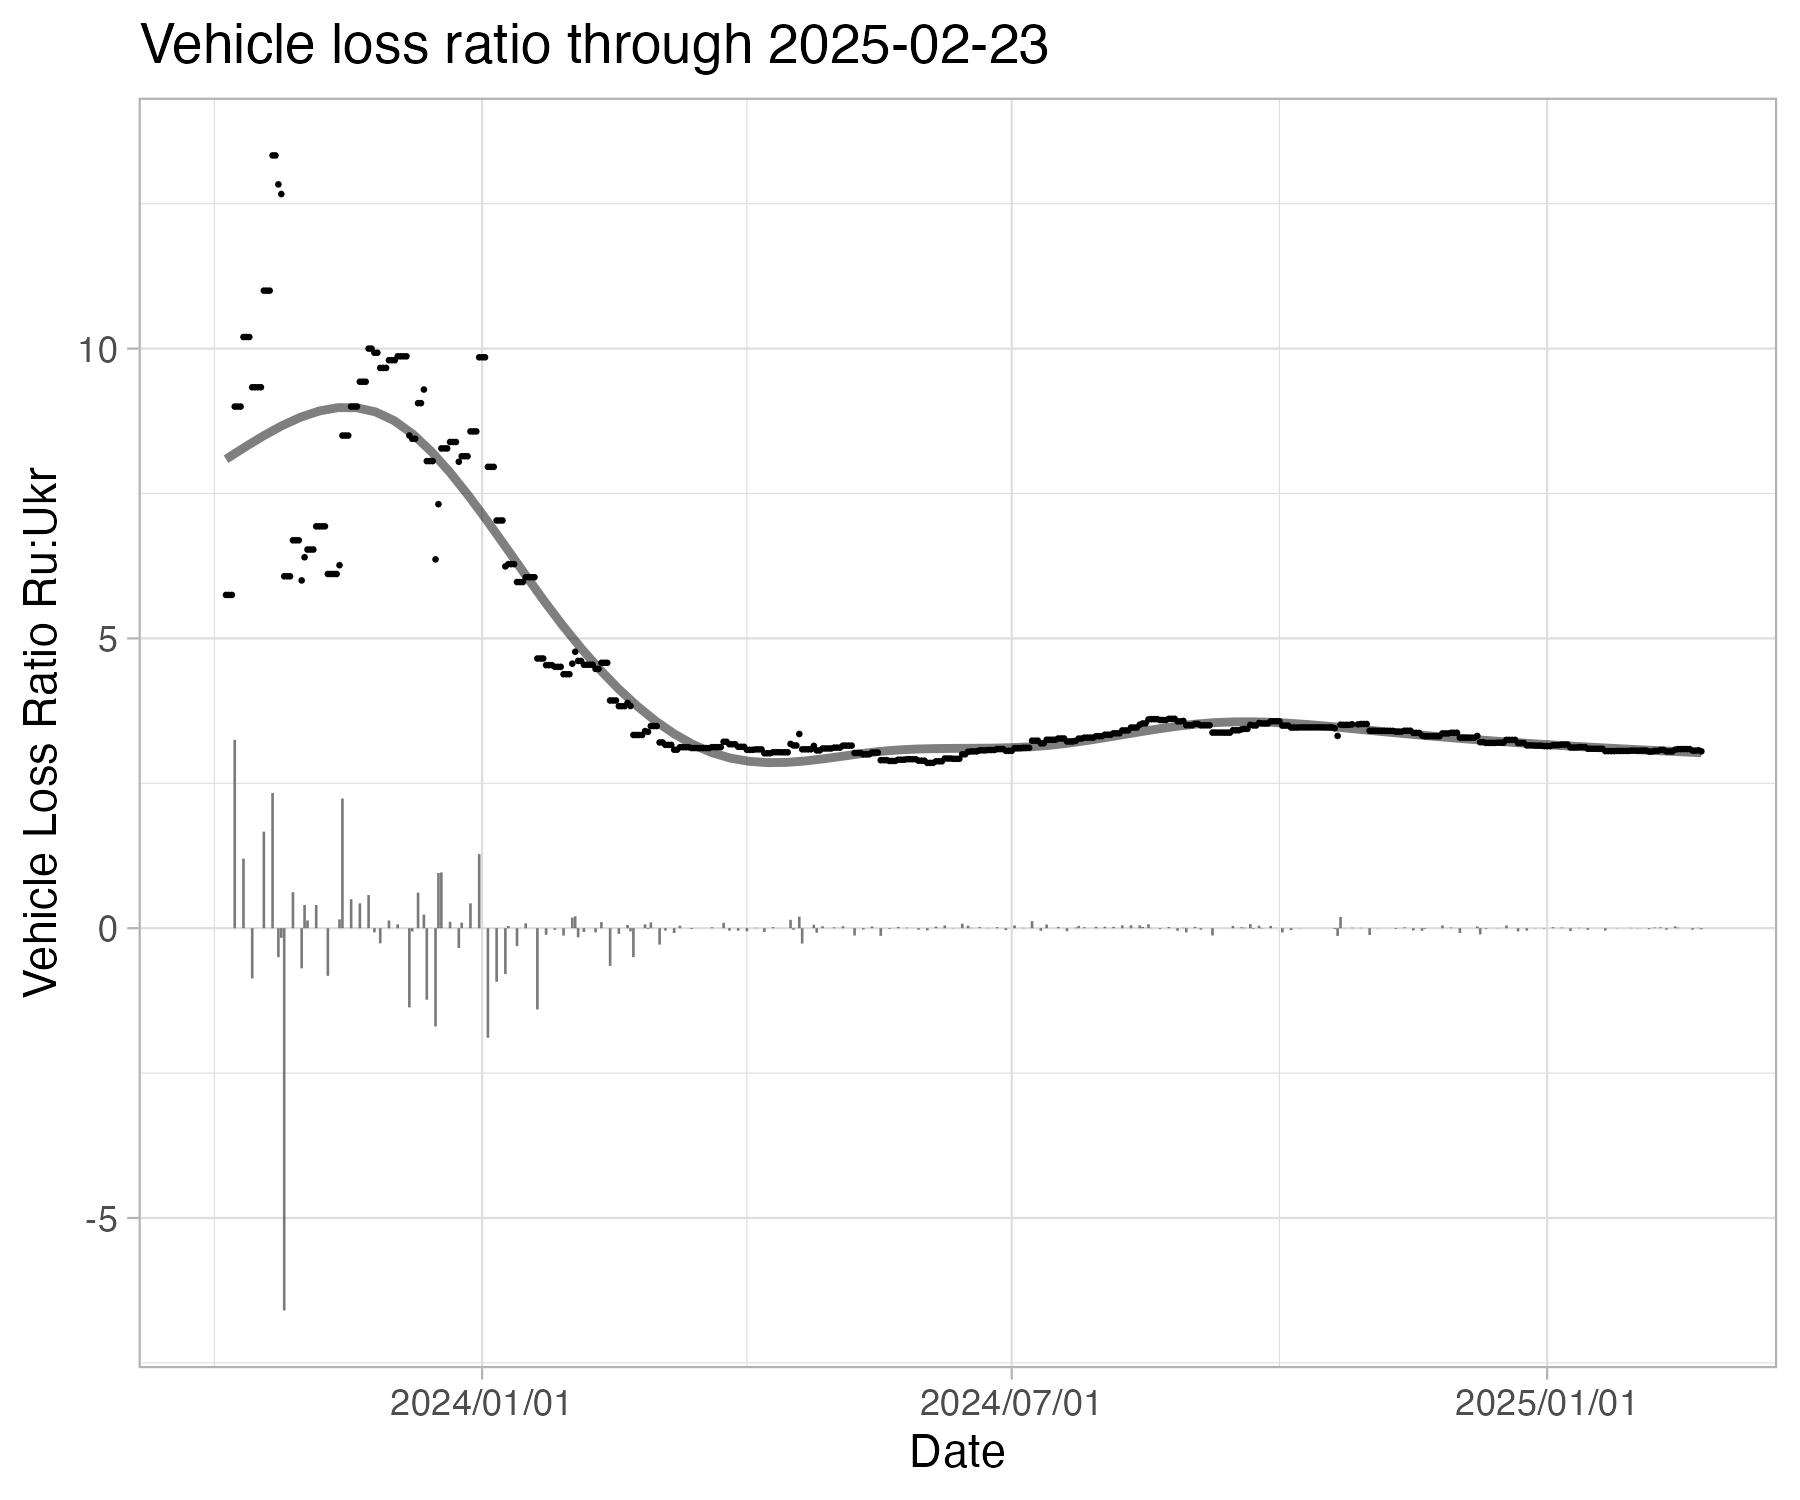 Vehicle loss ratio through 2025-02-23
Vehicle Loss Ratio Ru:Ukr
10
5
0
-5
2024/01/01
2024/07/01
2025/01/01
Date